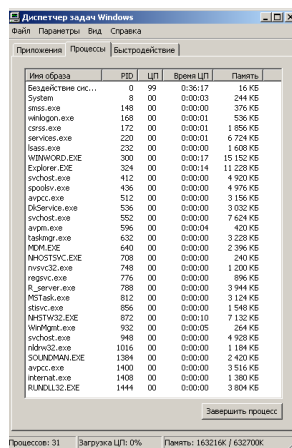 Диспетчер задач Windows
Файл Параметры Вид Справка
Приложения Процессы Быстродействие
Имя образа PID ЦП Время ЦП Память
Бездействие сис... 0 99 0:36:17 16 КБ
System 8 00 0:00:03 244 КБ
smss.exe 148 00 0:00:00 376 КБ
winlogon.exe 168 00 0:00:01 536 КБ
csrss.exe 172 00 0:00:01 1 856 КБ
services.exe 220 00 0:00:01 6 724 КБ
lsass.exe 232 00 0:00:00 1 608 КБ
WINWORD.EXE 300 00 0:00:17 15 152 КБ
Explorer.EXE 324 00 0:00:14 11 228 КБ
svchost.exe 412 00 0:00:00 4 920 КБ
spoolsv.exe 436 00 0:00:00 4 976 КБ
avpcc.exe 512 00 0:00:00 3 156 КБ
DkService.exe 536 00 0:00:00 3 032 КБ
svchost.exe 552 00 0:00:00 7 624 КБ
avpm.exe 596 00 0:00:04 420 КБ
taskmgr.exe 632 00 0:00:00 3 228 КБ
MDM.EXE 640 00 0:00:00 2 396 КБ
NHOSTSVC.EXE 708 00 0:00:00 240 КБ
nvsvc32.exe 748 00 0:00:00 1 200 КБ
regsvc.exe 776 00 0:00:00 896 КБ
R_server.exe 788 00 0:00:00 3 944 КБ
MSTask.exe 812 00 0:00:00 3 124 КБ
stisvc.exe 856 00 0:00:00 1 548 КБ
NHSTW32.EXE 872 00 0:00:10 7 132 КБ
WinMgmt.exe 932 00 0:00:05 264 КБ
svchost.exe 948 00 0:00:00 4 928 КБ
nldrw32.exe 1016 00 0:00:00 1 184 КБ
SOUNDMAN.EXE 1384 00 0:00:00 2 420 КБ
avpcc.exe 1400 00 0:00:00 3 516 КБ
internat.exe 1408 00 0:00:00 1 380 КБ
RUNDLL32.EXE 1444 00 0:00:00 3 804 КБ
Завершить процесс
Процессов: 31 Загрузка ЦП: 0% Память: 163216K / 632700K